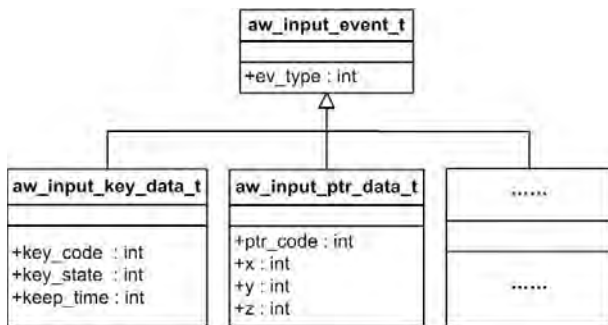 aw_input_event_t
+ev_type : int
aw_input_key_data_t
+key_code : int
+key_state : int
+keep_time : int
aw_input_ptr_data_t
+ptr_code : int
+x : int
+y : int
+z : int
......
......